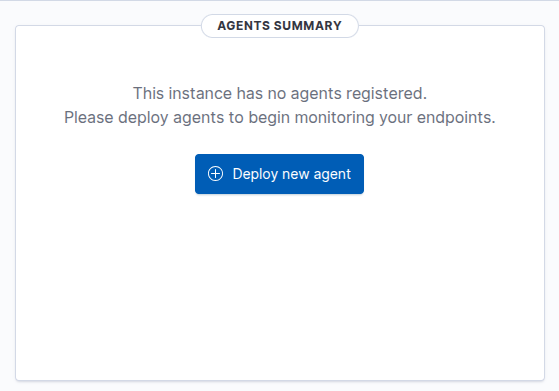 AGENTS SUMMARY
This instance has no agents registered.
Please deploy agents to begin monitoring your endpoints.
Deploy new agent